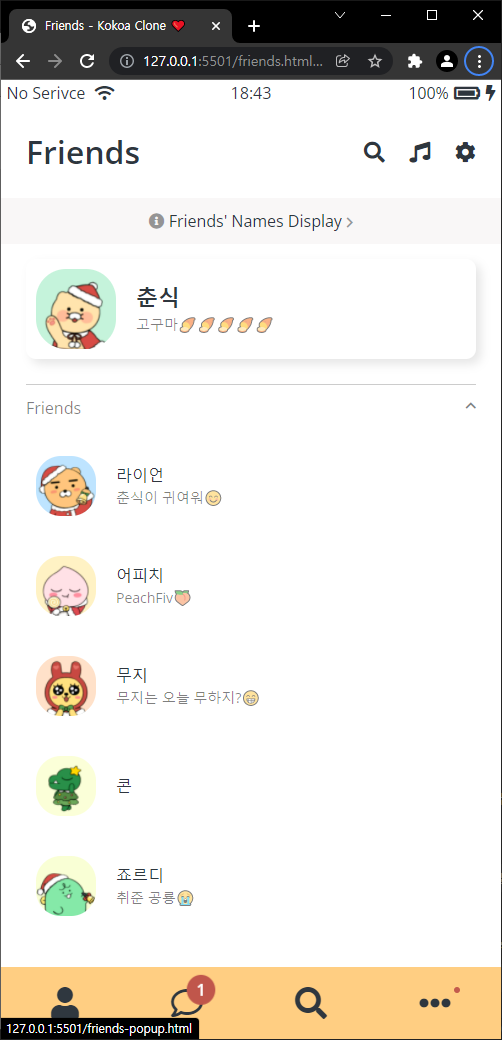 Friends - Kokoa Clone ❤️
127.0.0.1:5501/friends.html...
No Serivce 18:43 100%
Friends
Friends' Names Display
춘식
고구마🍠🍠🍠🍠🍠
Friends
라이언
춘식이 귀여워😊
어피치
PeachFiv🍑
무지
무지는 오늘 무하지?😁
콘
죠르디
취준 공룡😭
1
127.0.0.1:5501/friends-popup.html